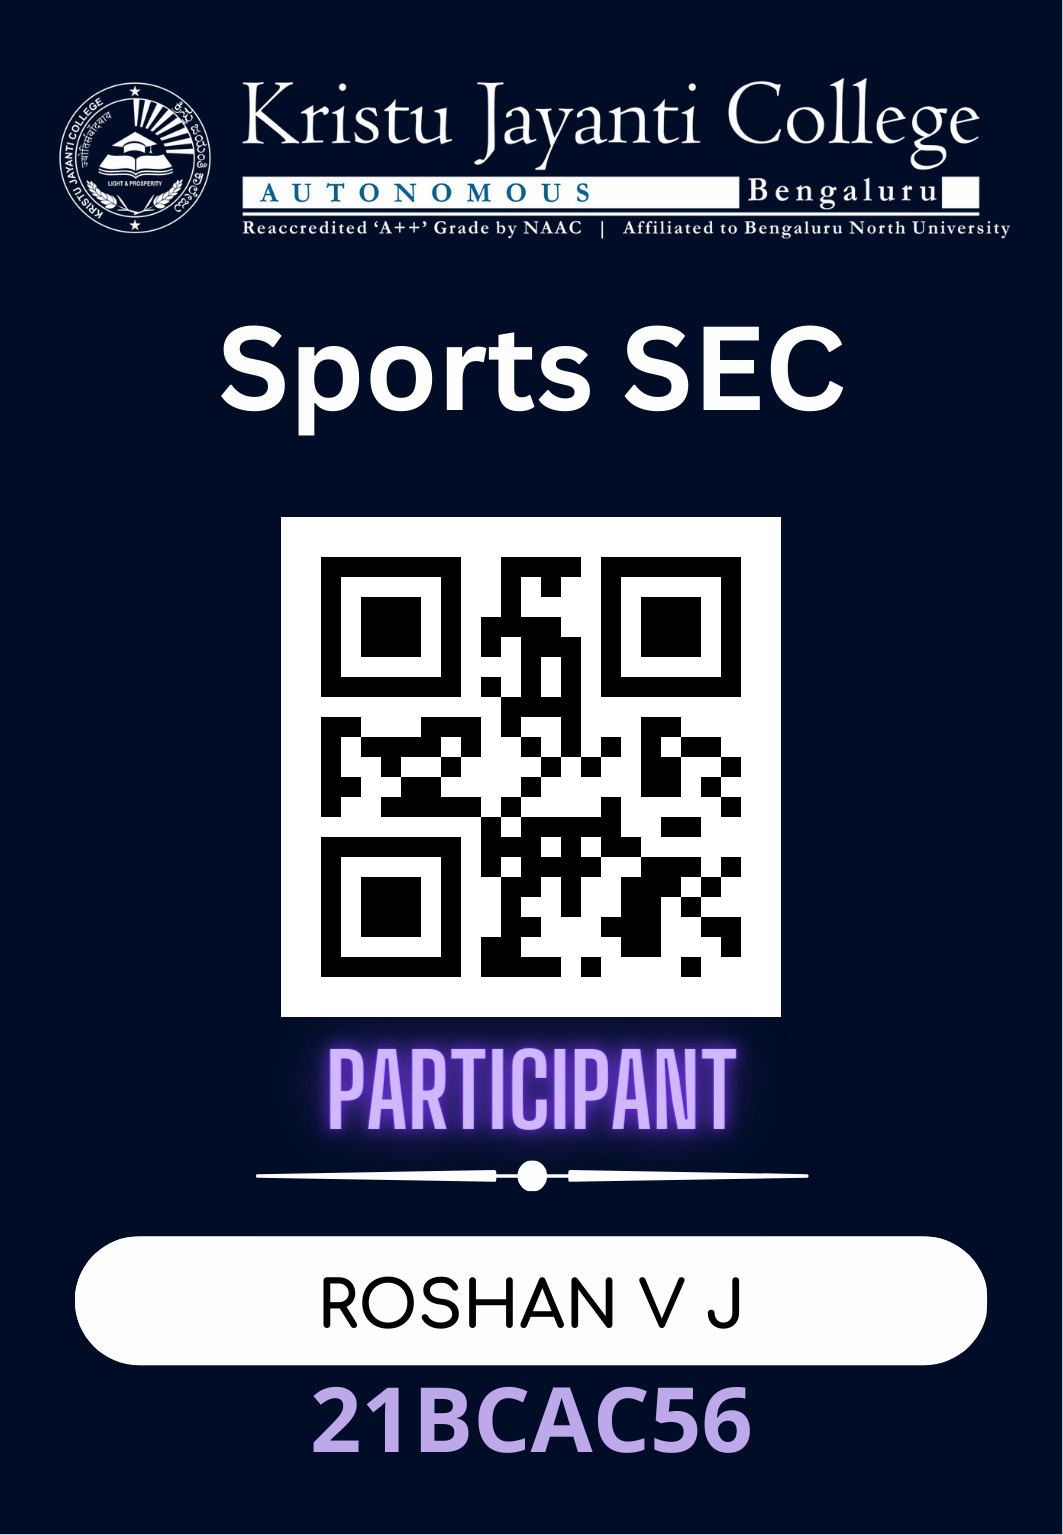 Kristu Jayanti College
AUTONOMOUS Bengaluru
Reaccredited ‘A++’ Grade by NAAC | Affiliated to Bengaluru North University
KRISTU JAYANTI COLLEGE
LIGHT & PROSPERITY
Sports SEC
PARTICIPANT
ROSHAN V J
21BCAC56